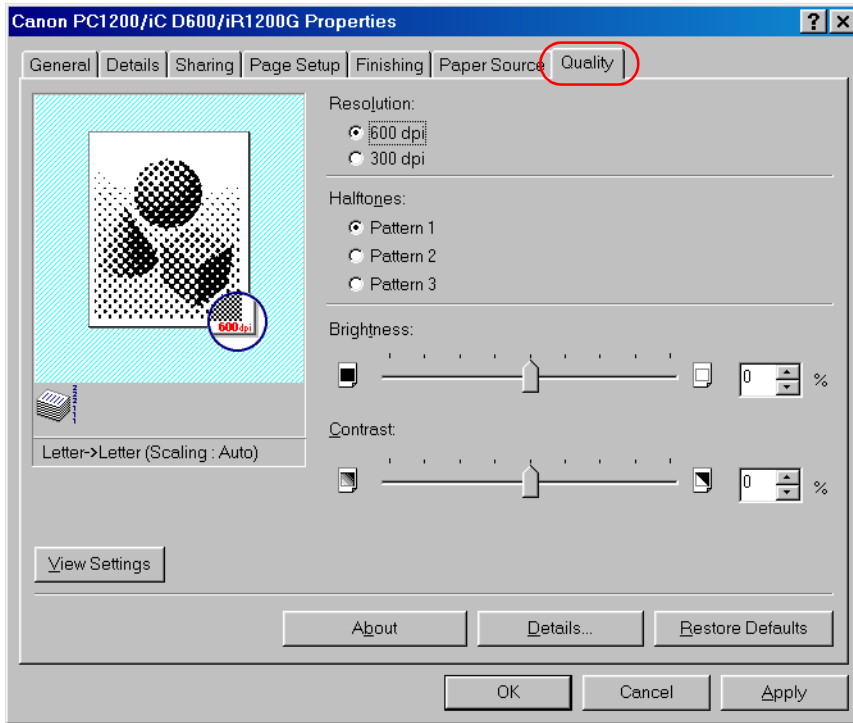 Canon PC1200/iC D600/iR1200G Properties
General Details Sharing Page Setup Finishing Paper Source Quality
Resolution:
600 dpi
300 dpi
Halftones:
Pattern 1
Pattern 2
Pattern 3
600dpi
Brightness:
0 %
Contrast:
Letter->Letter (Scaling : Auto)
0 %
View Settings
About Details... Restore Defaults
OK Cancel Apply